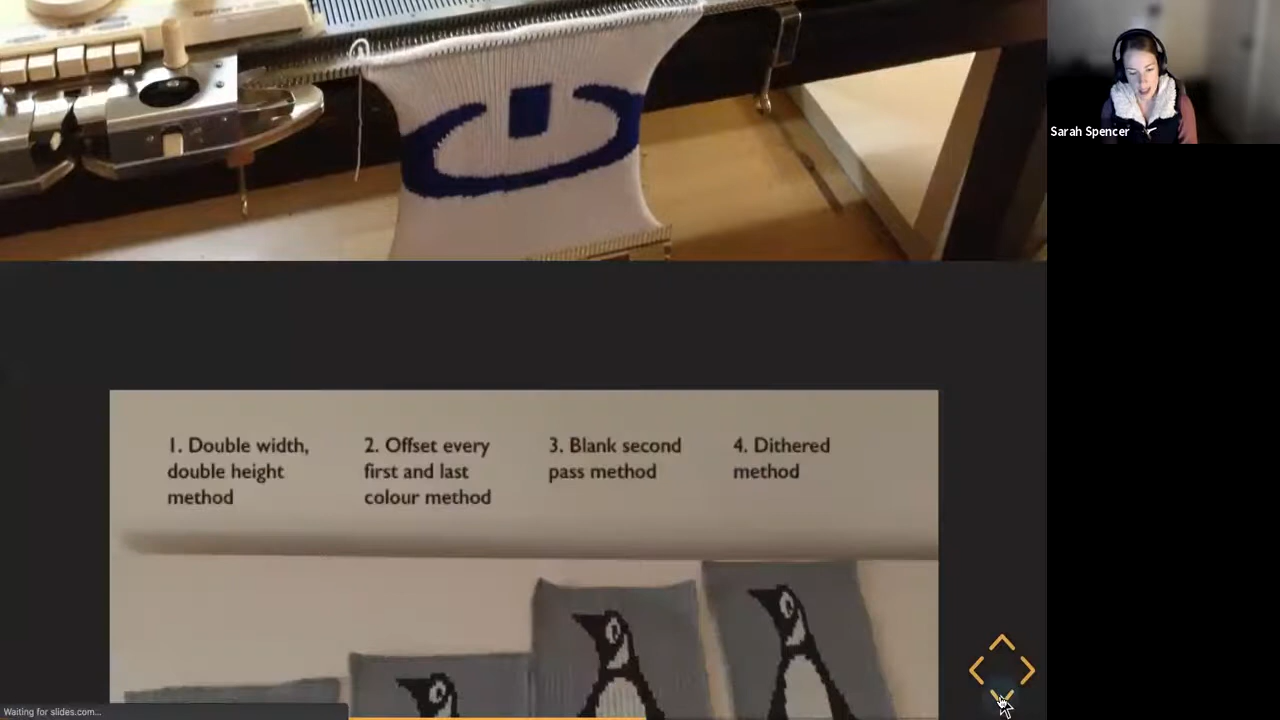 Sarah Spencer
1. Double width,
double height
method
2. Offset every
first and last
colour method
3. Blank second
pass method
4. Dithered
method
Waiting for slides.com...